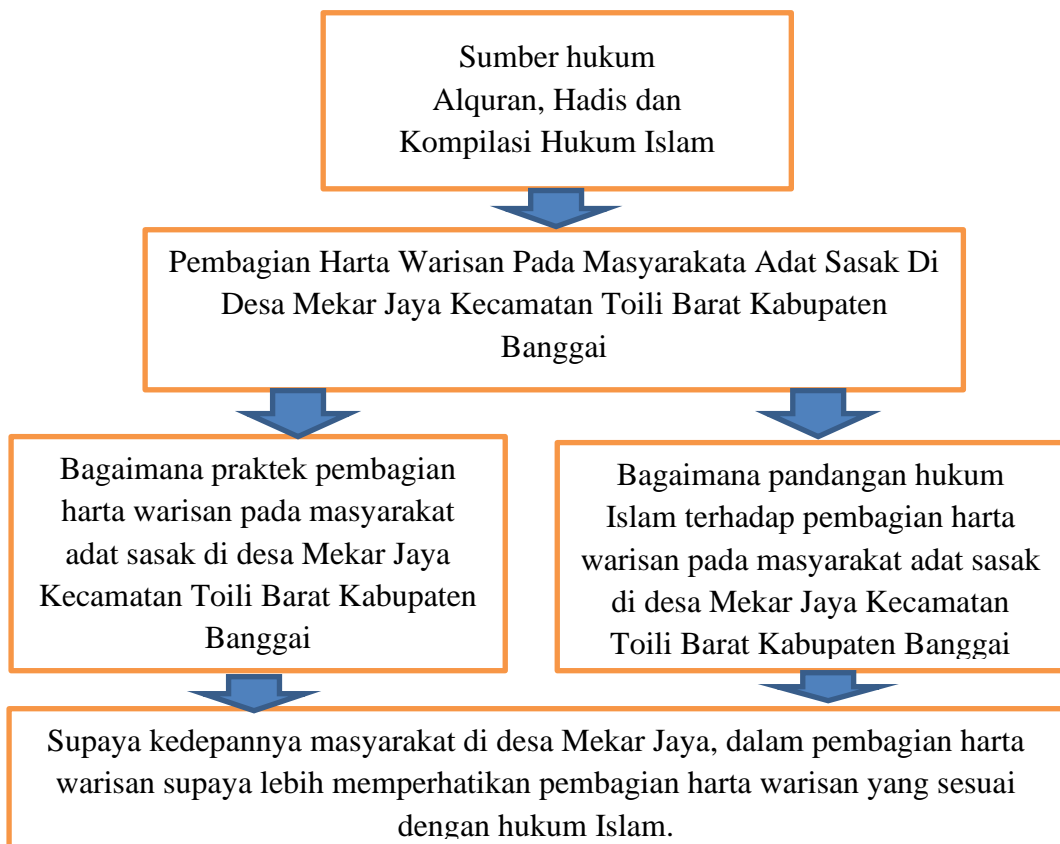 Sumber hukum
Alquran, Hadis dan
Kompilasi Hukum Islam
Pembagian Harta Warisan Pada Masyarakata Adat Sasak Di
Desa Mekar Jaya Kecamatan Toili Barat Kabupaten
Banggai
Bagaimana praktek pembagian
harta warisan pada masyarakat
adat sasak di desa Mekar Jaya
Kecamatan Toili Barat Kabupaten
Banggai
Bagaimana pandangan hukum
Islam terhadap pembagian harta
warisan pada masyarakat adat sasak
di desa Mekar Jaya Kecamatan
Toili Barat Kabupaten Banggai
Supaya kedepannya masyarakat di desa Mekar Jaya, dalam pembagian harta
warisan supaya lebih memperhatikan pembagian harta warisan yang sesuai
dengan hukum Islam.